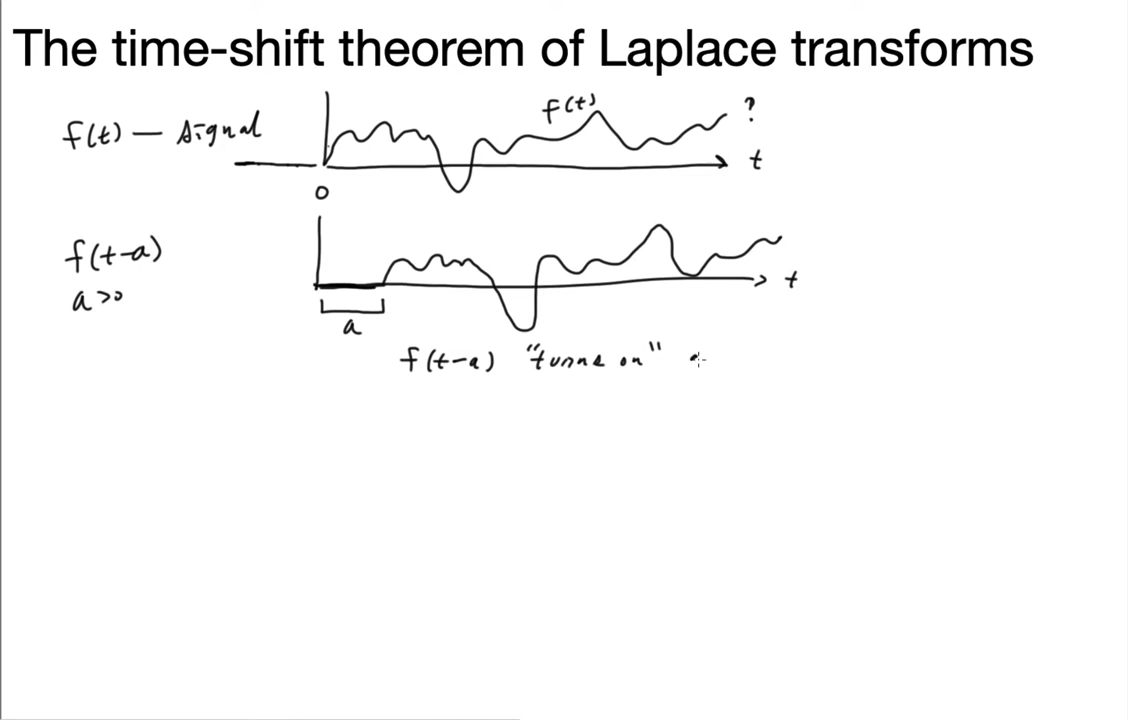 The time-shift theorem of Laplace transforms
f(t) — signal
f(t)
?
t
0
f(t-a)
a>0
t
a
f(t-a) "turns on"